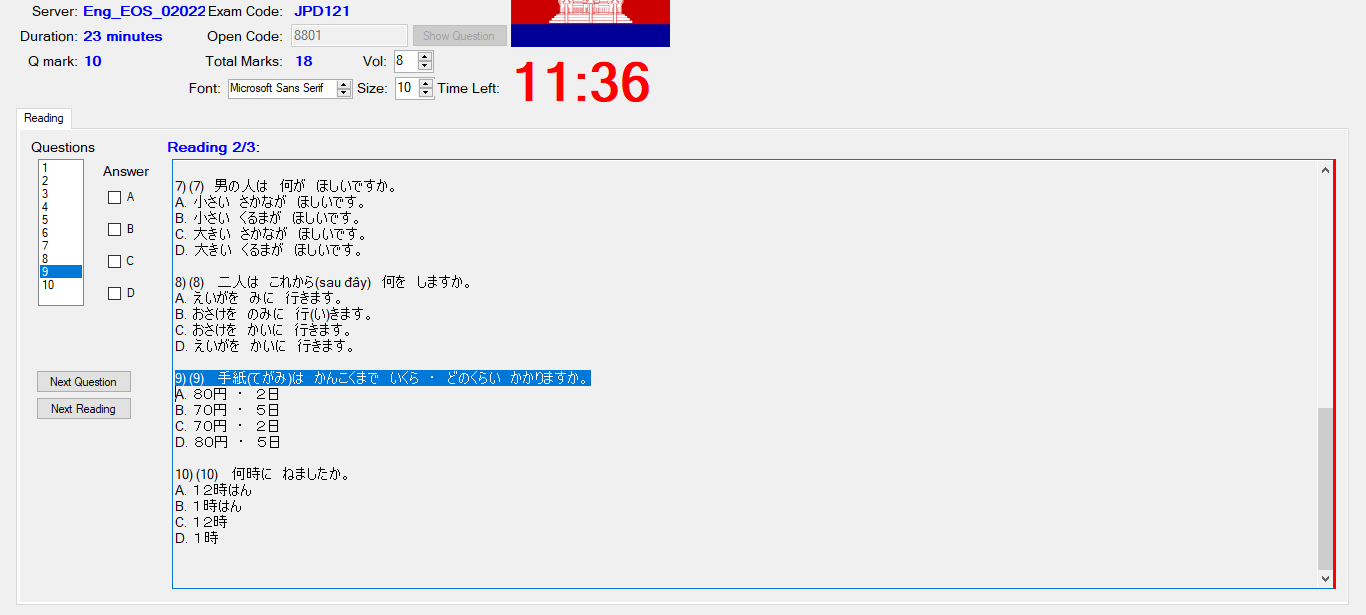 Server: Eng_EOS_02022 Exam Code: JPD121
Duration: 23 minutes Open Code: 8801 Show Question
Q mark: 10 Total Marks: 18 Vol: 8
Font: Microsoft Sans Serif Size: 10 Time Left: 11:36
Reading
Questions
Reading 2/3:
1
2
3
4
5
6
7
8
9
10
Answer
A
B
C
D
Next Question
Next Reading
7) (7)　男の人は　何が　ほしいですか。
A. 小さい　さかなが　ほしいです。
B. 小さい　くるまが　ほしいです。
C. 大きい　さかなが　ほしいです。
D. 大きい　くるまが　ほしいです。
8) (8)　二人は　これから(sau đây)　何を　しますか。
A. えいがを　みに　行きます。
B. おさけを　のみに　行(い)きます。
C. おさけを　かいに　行きます。
D. えいがを　かいに　行きます。
9) (9)　手紙(てがみ)は　かんこくまで　いくら　・　どのくらい　かかりますか。
A. ８０円　・　２日
B. ７０円　・　５日
C. ７０円　・　２日
D. ８０円　・　５日
10) (10)　何時に　ねましたか。
A. １２時はん
B. １時はん
C. １２時
D. １時